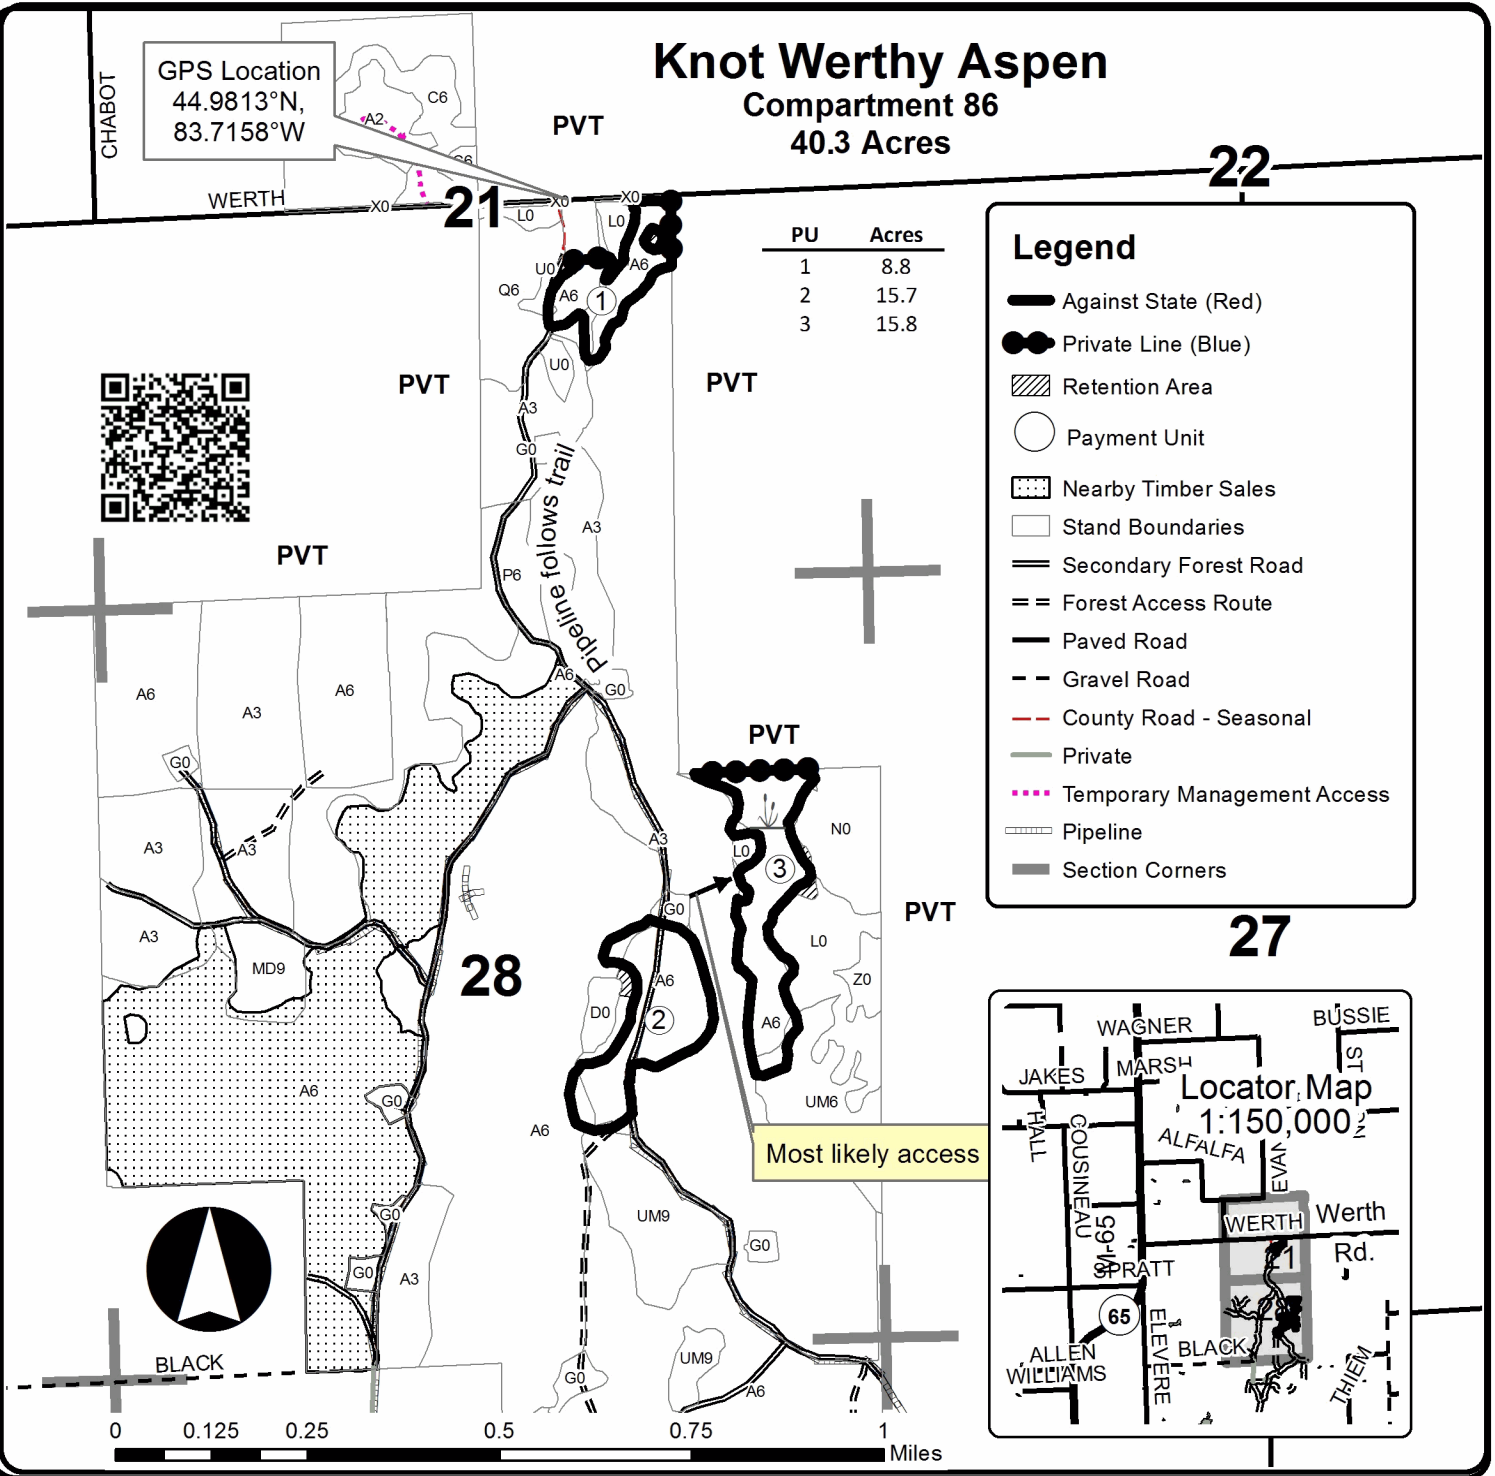 Knot Werthy Aspen
Compartment 86
40.3 Acres
GPS Location
44.9813°N,
83.7158°W
CHABOT
WERTH
A2
C6
C6
PVT
21
22
X0
X0
X0
L0
L0
U0
Q6
A6
A6
1
U0
PU Acres
1 8.8
2 15.7
3 15.8
PVT
PVT
PVT
A3
G0
Pipeline follows trail
A3
P6
A6
G0
A6
A3
A6
G0
A3
A3
A3
MD9
A6
G0
G0
G0
A3
28
PVT
N0
L0
3
A3
G0
A6
2
D0
L0
Z0
A6
UM6
PVT
A6
Most likely access
UM9
G0
UM9
G0
A6
BLACK
Legend
Against State (Red)
Private Line (Blue)
Retention Area
Payment Unit
Nearby Timber Sales
Stand Boundaries
Secondary Forest Road
Forest Access Route
Paved Road
Gravel Road
County Road - Seasonal
Private
Temporary Management Access
Pipeline
Section Corners
27
WAGNER
BUSSIE
ST
JAKES
MARSH
Locator Map
1:150,000
HALL
COUSINEAU
ALFALFA
EVAN
M-65
WERTH
Werth
Rd.
SPRATT
65
ELEVERE
BLACK
ALLEN
WILLIAMS
THIEM
0 0.125 0.25 0.5 0.75 1
Miles